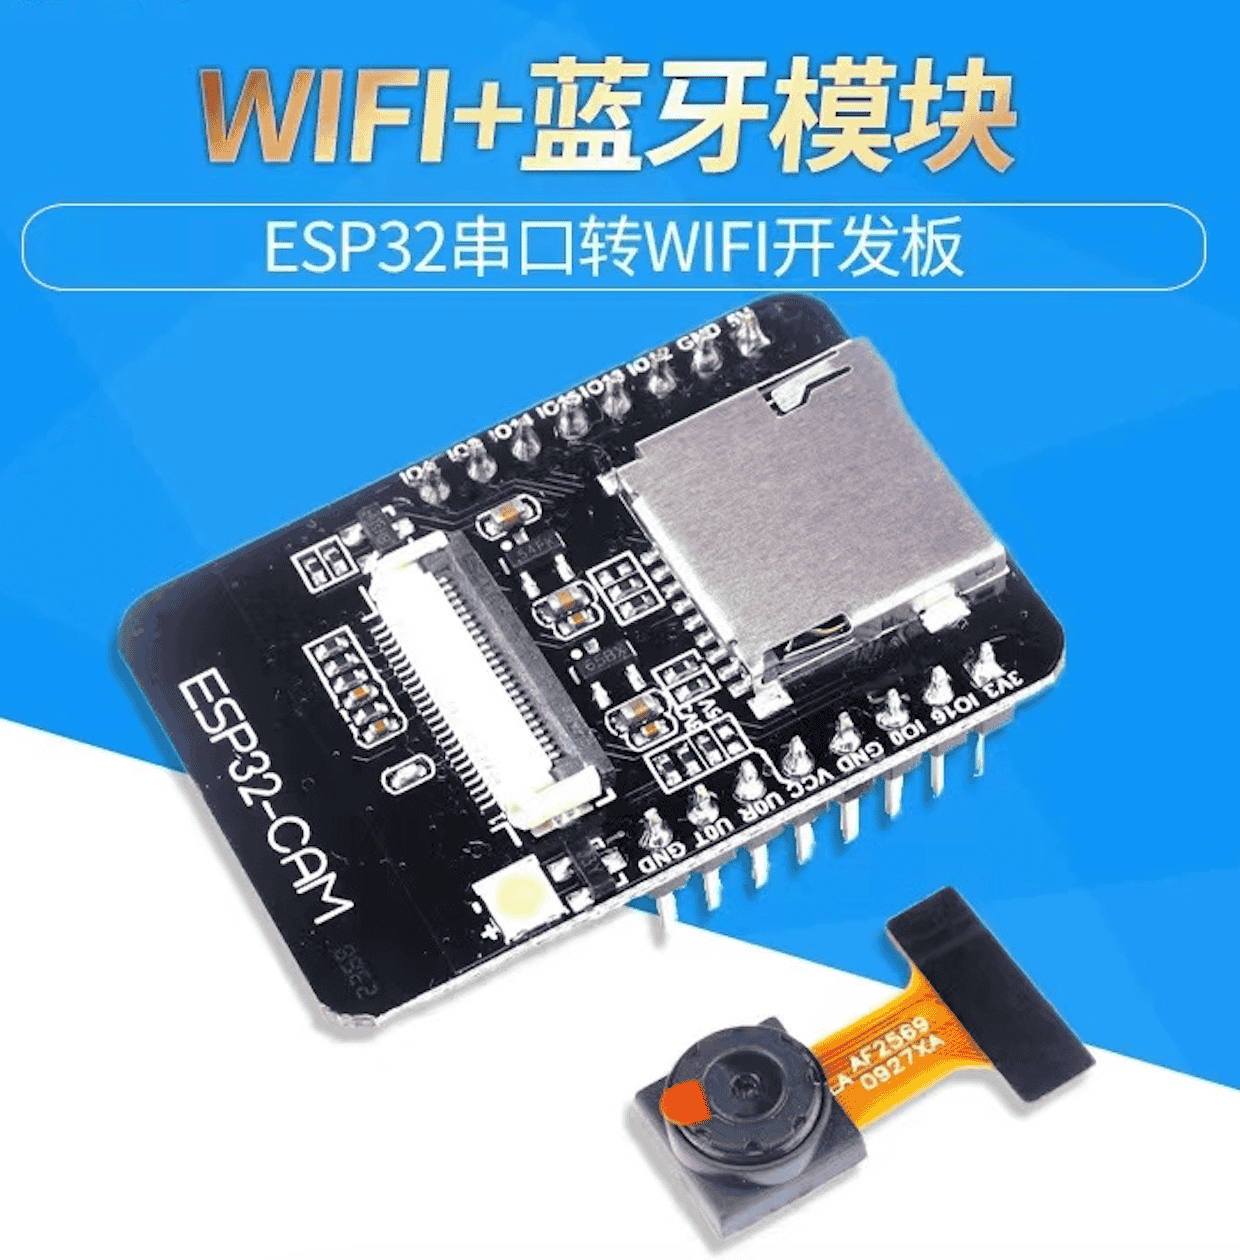 WIFI+蓝牙模块
ESP32串口转WIFI开发板
5V
GND
IO12
IO13
IO15
IO14
IO2
IO4
ESP32-CAM
3V3
IO16
IO0
GND
VCC
U0R
U0T
GND
AF2569
0927XA